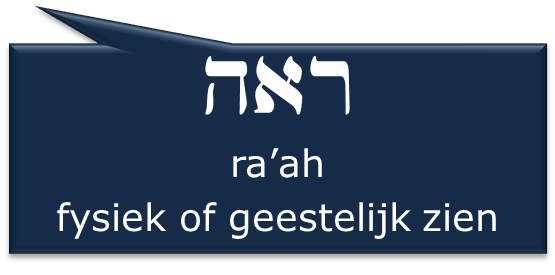 ראה
ra’ah
fysiek of geestelijk zien